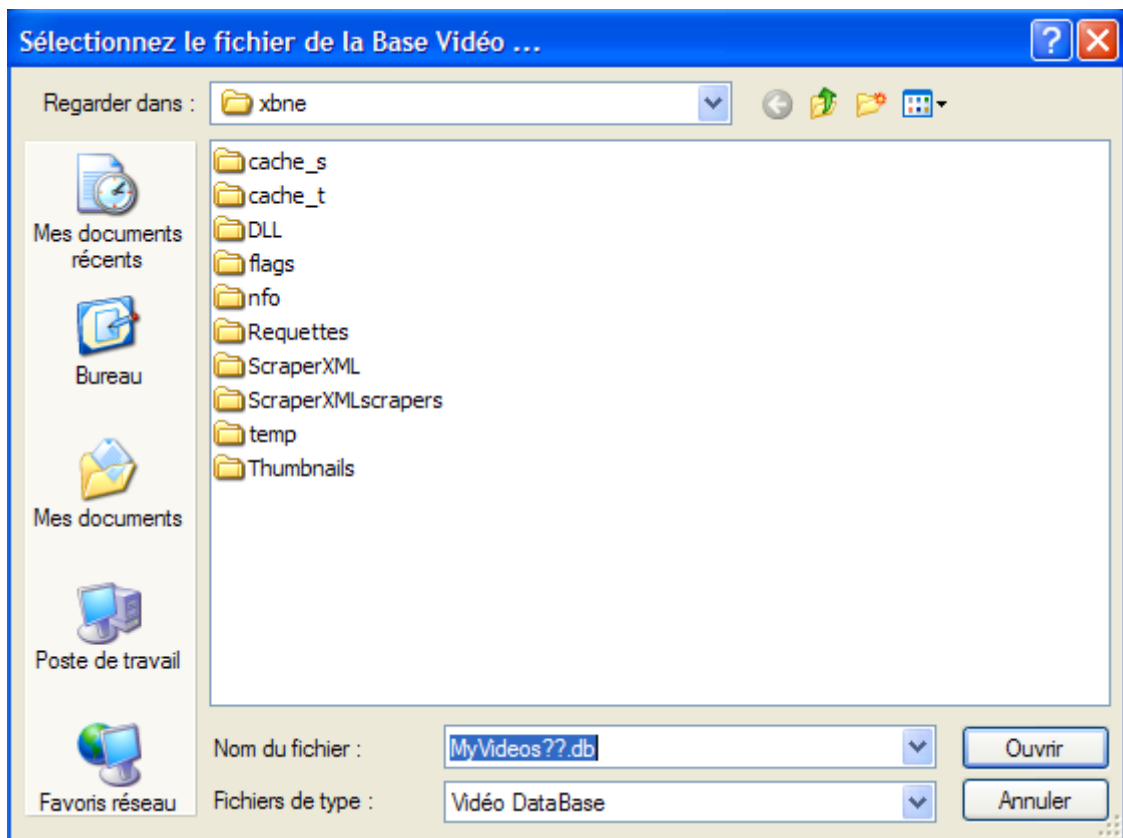 Sélectionnez le fichier de la Base Vidéo ...
Regarder dans :
xbne
Mes documents
récents
Bureau
Mes documents
Poste de travail
Favoris réseau
cache_s
cache_t
DLL
flags
nfo
Requettes
ScraperXML
ScraperXMLscrapers
temp
Thumbnails
Nom du fichier :
MyVideos??.db
Ouvrir
Fichiers de type :
Vidéo DataBase
Annuler